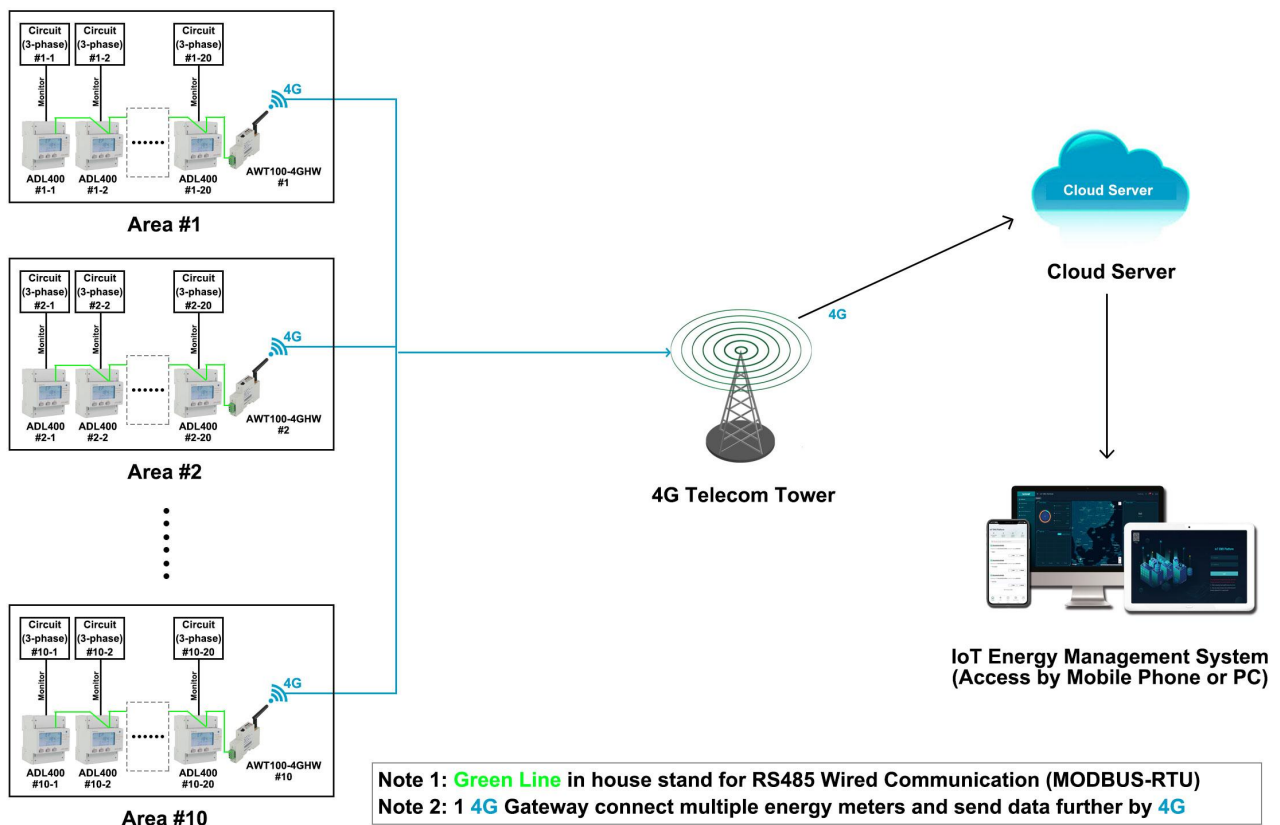 Circuit
(3-phase)
#1-1
Circuit
(3-phase)
#1-2
Circuit
(3-phase)
#1-20
Monitor
Monitor
Monitor
4G
ADL400
#1-1
ADL400
#1-2
ADL400
#1-20
AWT100-4GHW
#1
Area #1
Circuit
(3-phase)
#2-1
Circuit
(3-phase)
#2-2
Circuit
(3-phase)
#2-20
Monitor
Monitor
Monitor
4G
ADL400
#2-1
ADL400
#2-2
ADL400
#2-20
AWT100-4GHW
#2
Area #2
Circuit
(3-phase)
#10-1
Circuit
(3-phase)
#10-2
Circuit
(3-phase)
#10-20
Monitor
Monitor
Monitor
4G
ADL400
#10-1
ADL400
#10-2
ADL400
#10-20
AWT100-4GHW
#10
Area #10
4G Telecom Tower
4G
Cloud Server
Cloud Server
IoT Energy Management System
(Access by Mobile Phone or PC)
Note 1: Green Line in house stand for RS485 Wired Communication (MODBUS-RTU)
Note 2: 1 4G Gateway connect multiple energy meters and send data further by 4G